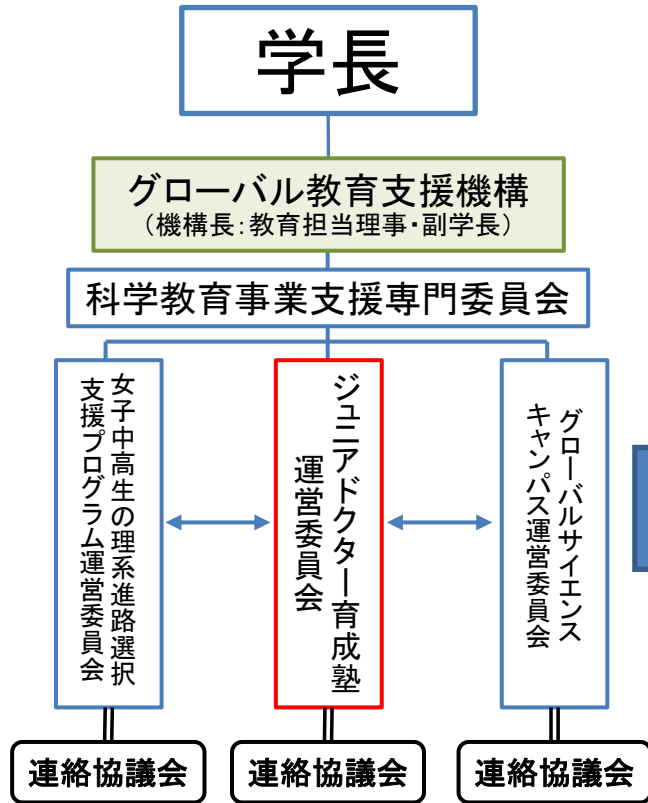 学長
グローバル教育支援機構
（機構長：教育担当理事・副学長）
科学教育事業支援専門委員会
女子中高生の理系進路選択
支援プログラム運営委員会
ジュニアドクター育成塾
運営委員会
グローバルサイエンス
キャンパス運営委員会
連絡協議会
連絡協議会
連絡協議会